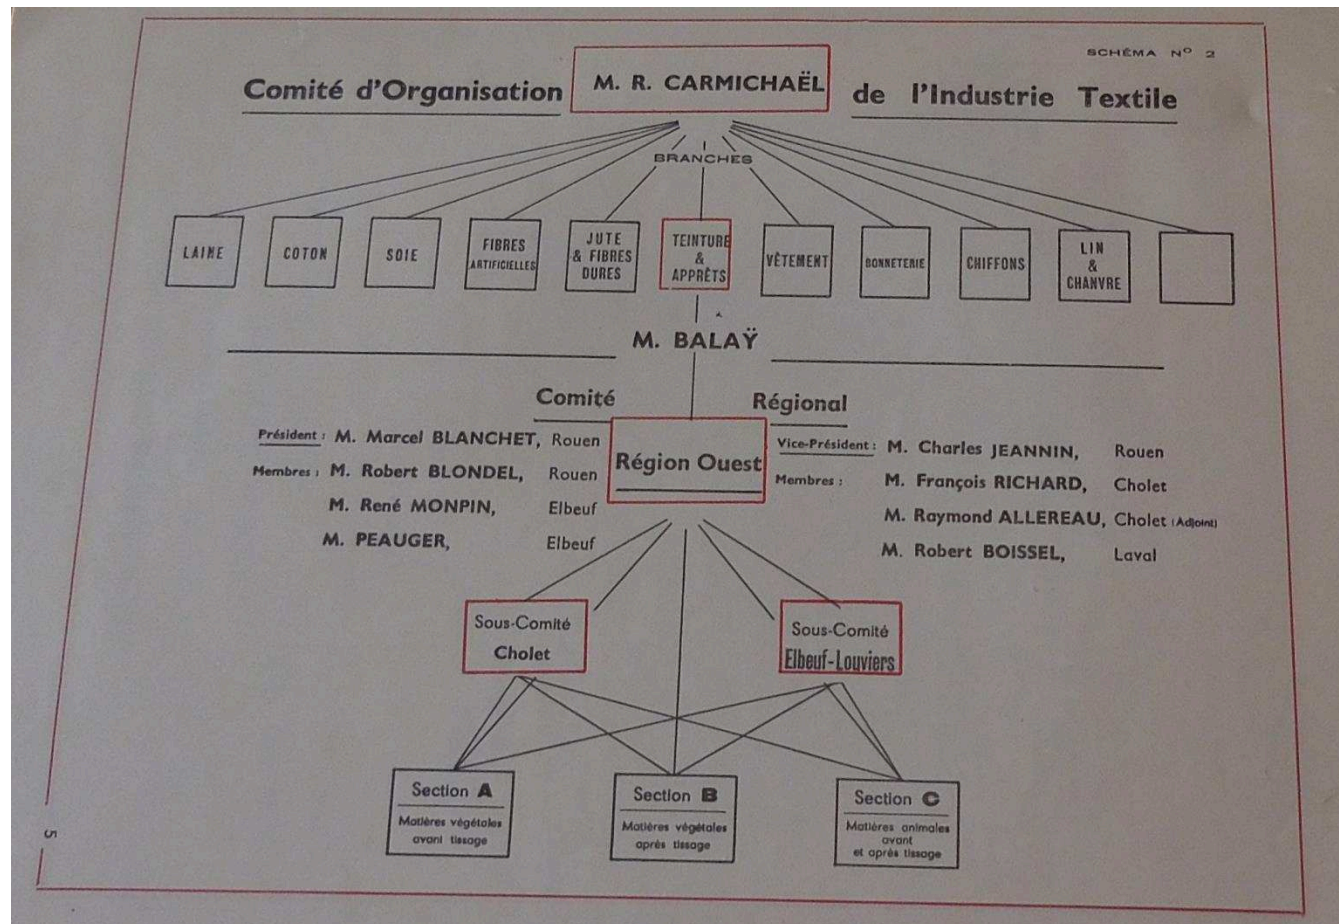 SCHÉMA Nº 2
Comité d'Organisation M. R. CARMICHAËL de l'Industrie Textile
BRANCHES
LAINE
COTON
SOIE
FIBRES
ARTIFICIELLES
JUTE
& FIBRES
DURES
TEINTURE
&
APPRÊTS
VÊTEMENT
BONNETERIE
CHIFFONS
LIN
&
CHANVRE
M. BALAŸ
Comité Régional
Région Ouest
Président : M. Marcel BLANCHET, Rouen
Membres : M. Robert BLONDEL, Rouen
M. René MONPIN, Elbeuf
M. PEAUGER, Elbeuf
Vice-Président : M. Charles JEANNIN, Rouen
Membres : M. François RICHARD, Cholet
M. Raymond ALLEREAU, Cholet (Adjoint)
M. Robert BOISSEL, Laval
Sous-Comité
Cholet
Sous-Comité
Elbeuf-Louviers
Section A
Matières végétales
avant tissage
Section B
Matières végétales
après tissage
Section C
Matières animales
avant
et après tissage
5